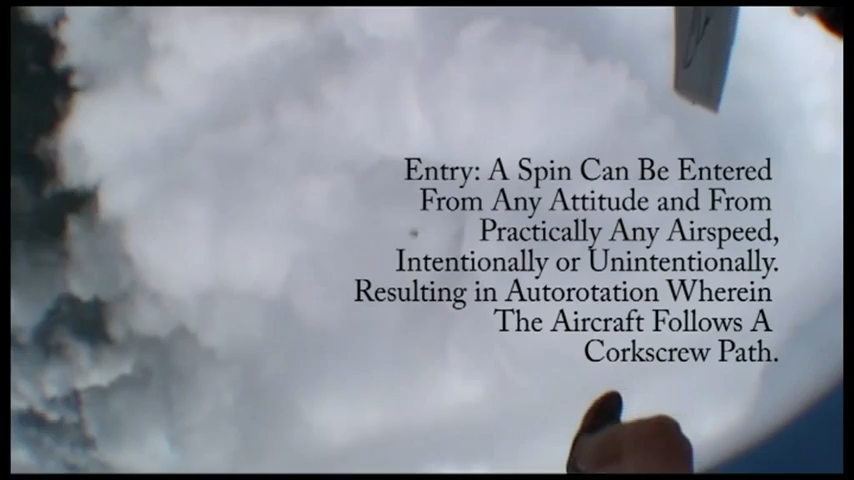 Entry: A Spin Can Be Entered
From Any Attitude and From
Practically Any Airspeed,
Intentionally or Unintentionally.
Resulting in Autorotation Wherein
The Aircraft Follows A
Corkscrew Path.